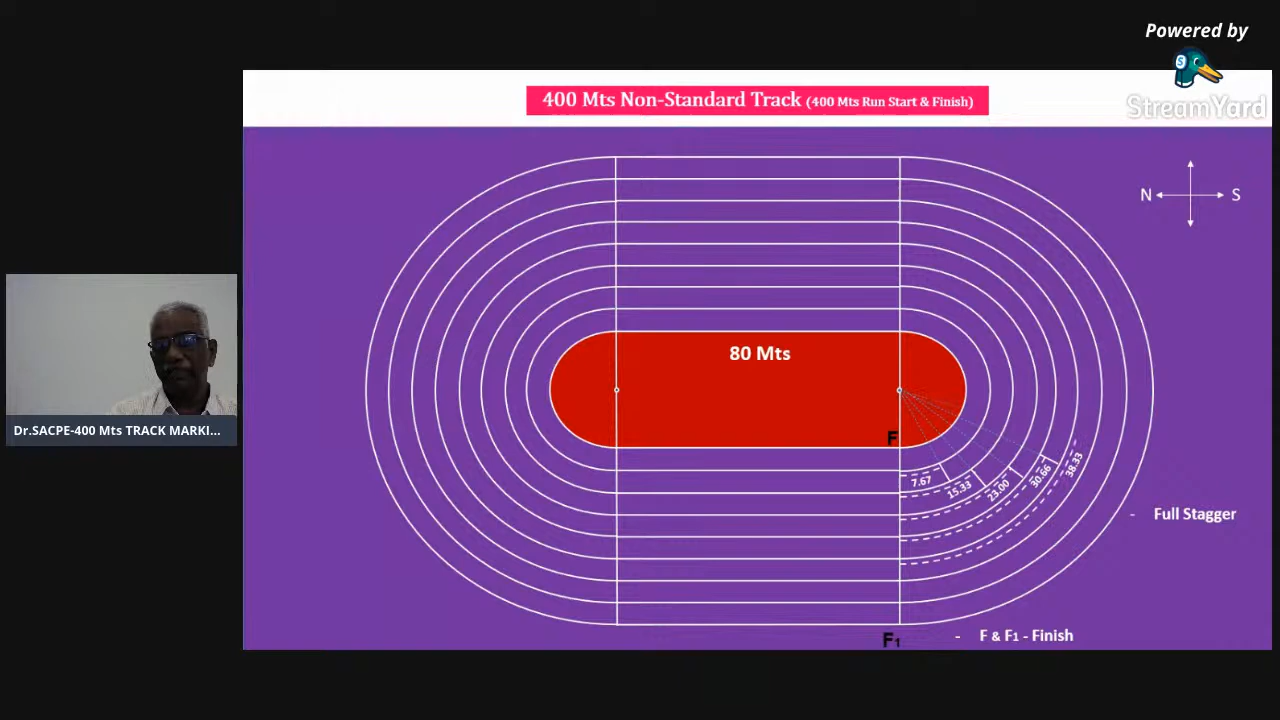 Powered by
StreamYard
400 Mts Non-Standard Track (400 Mts Run Start & Finish)
N S
80 Mts
F
7.67
15.33
23.00
30.66
38.33
Dr.SACPE-400 Mts TRACK MARKI...
- Full Stagger
F1 - F & F1 - Finish